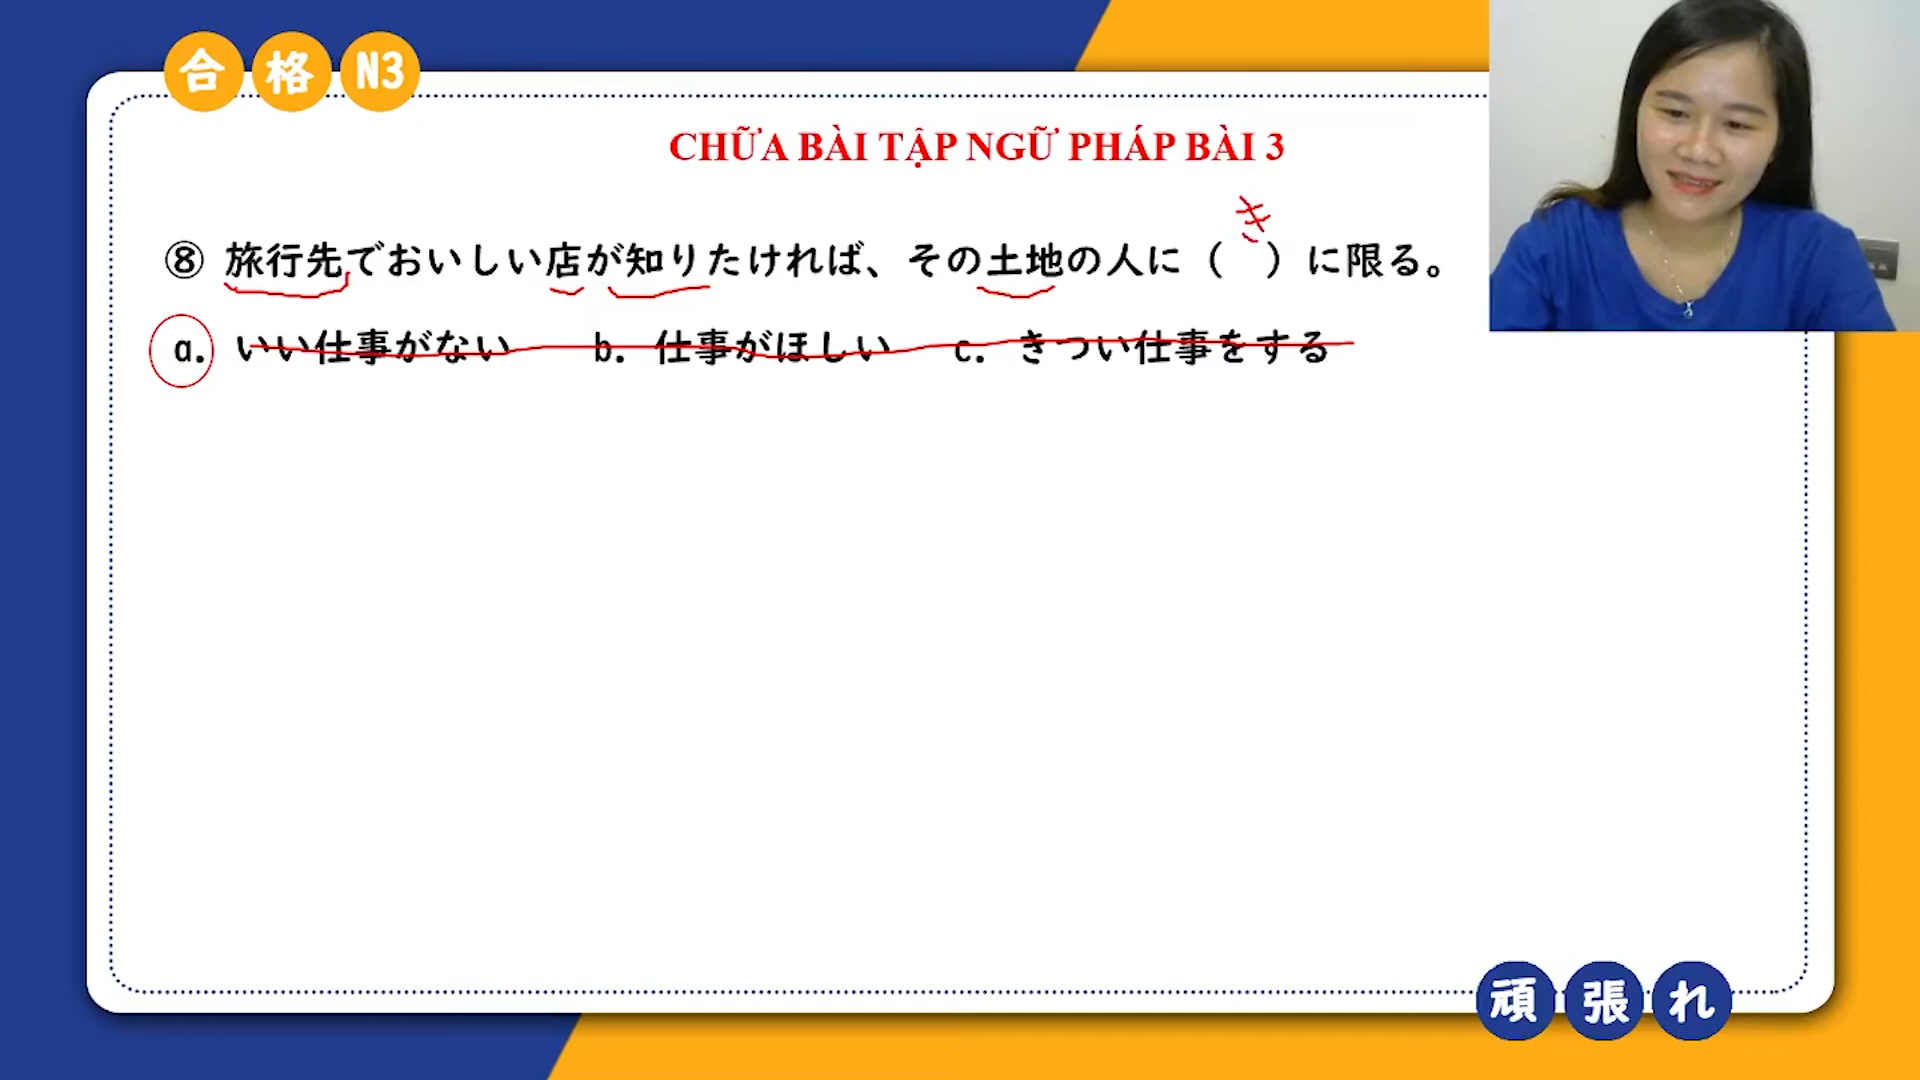 合格N3
CHỮA BÀI TẬP NGỮ PHÁP BÀI 3
き
⑧ 旅行先でおいしい店が知りたければ、その土地の人に（ ）に限る。
a. いい仕事がない b. 仕事がほしい c. きつい仕事をする
頑張れ